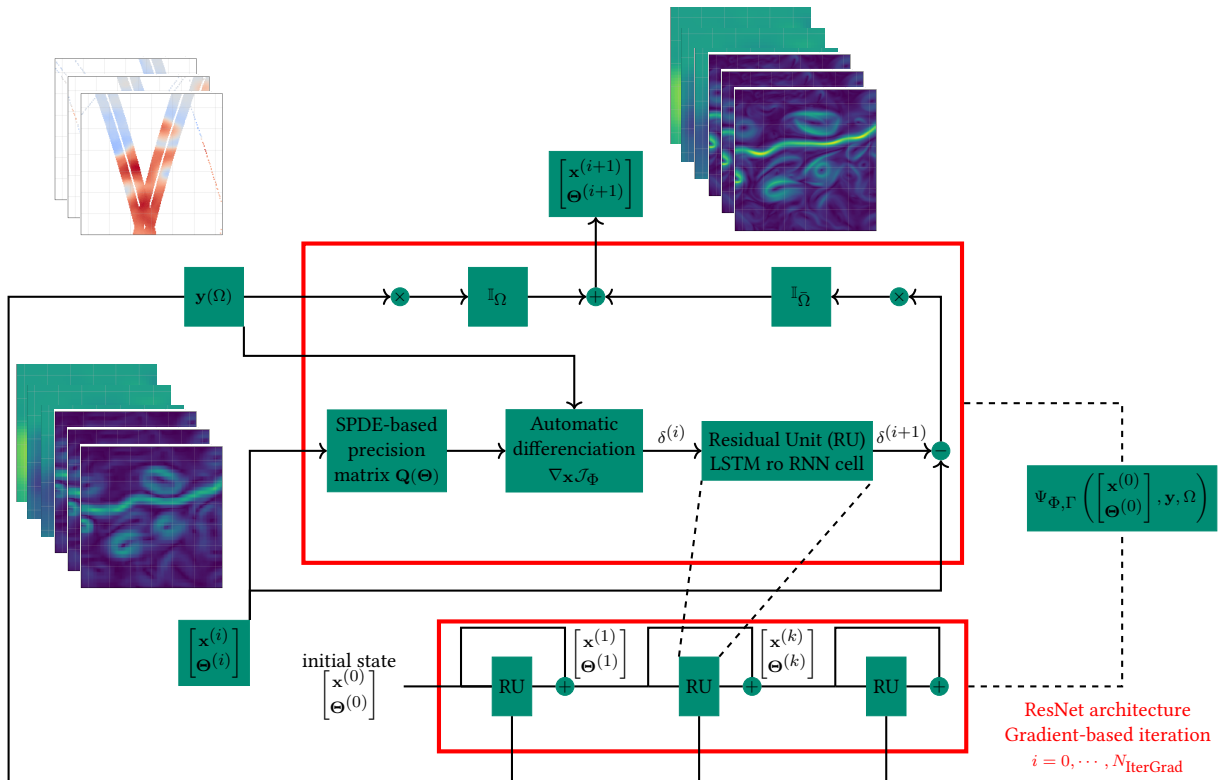 [x^(i+1)
Θ^(i+1)]
y(Ω)
×
𝕀_Ω
+
𝕀_Ω̄
×
SPDE-based
precision
matrix Q(Θ)
Automatic
differenciation
∇_x 𝒥_Φ
δ^(i)
Residual Unit (RU)
LSTM ro RNN cell
δ^(i+1)
−
Ψ_Φ,Γ ([x^(0)
Θ^(0)], y, Ω)
[x^(i)
Θ^(i)]
initial state
[x^(0)
Θ^(0)]
RU
+
[x^(1)
Θ^(1)]
RU
+
[x^(k)
Θ^(k)]
RU
+
ResNet architecture
Gradient-based iteration
i = 0, ⋯ , N_IterGrad